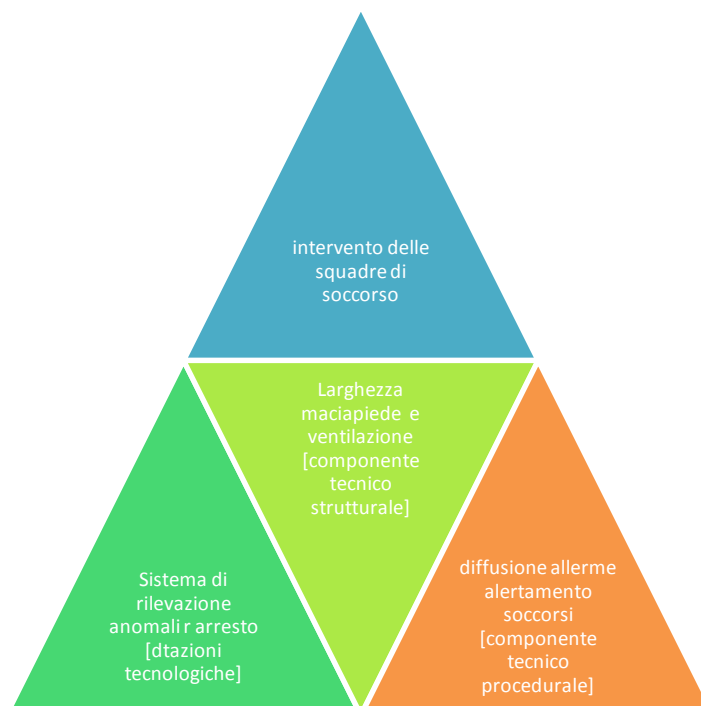 intervento delle
squadre di
soccorso
Larghezza
maciapiede e
ventilazione
[componente
tecnico
strutturale]
Sistema di
rilevazione
anomali r arresto
[dtazioni
tecnologiche]
diffusione allerme
alertamento
soccorsi
[componente
tecnico
procedurale]